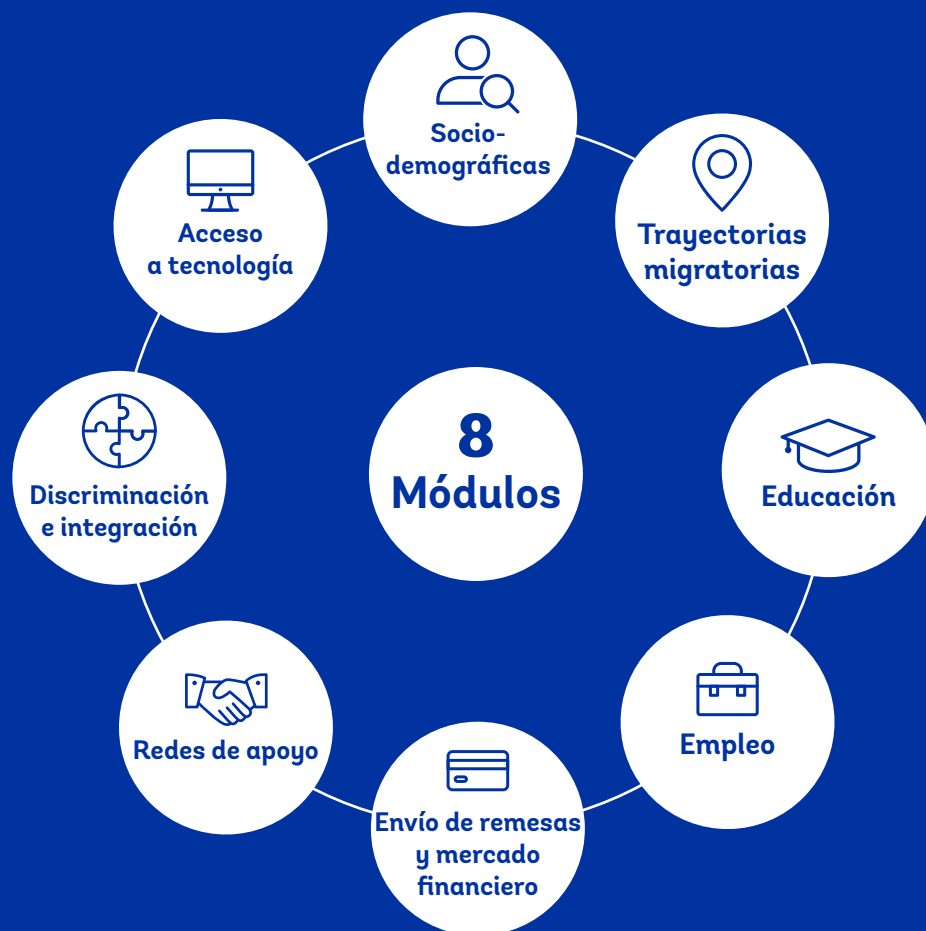 Socio-
demográficas
Trayectorias
migratorias
Educación
Empleo
Envío de remesas
y mercado
financiero
Redes de apoyo
Discriminación
e integración
Acceso
a tecnología
8
Módulos